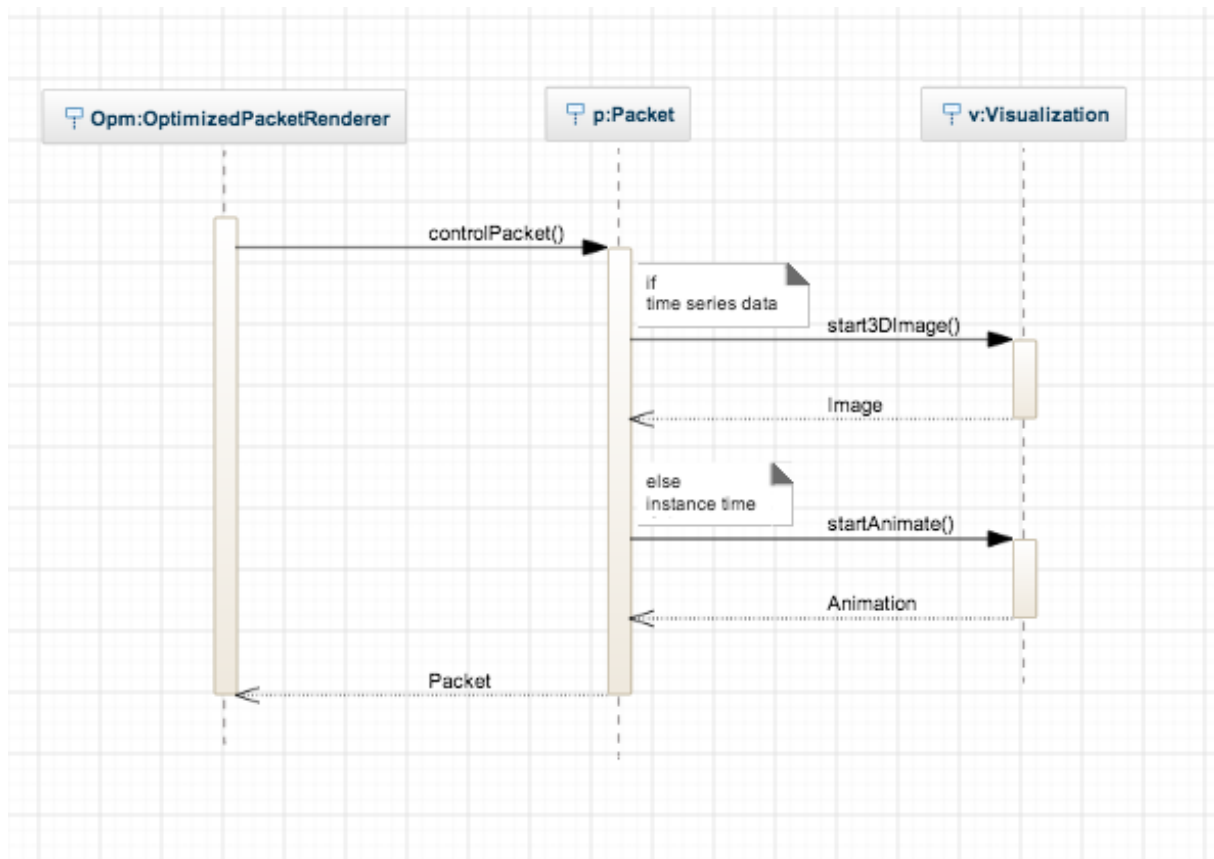 Opm:OptimizedPacketRenderer
p:Packet
v:Visualization
controlPacket()
if
time series data
start3DImage()
Image
else
instance time
startAnimate()
Animation
Packet